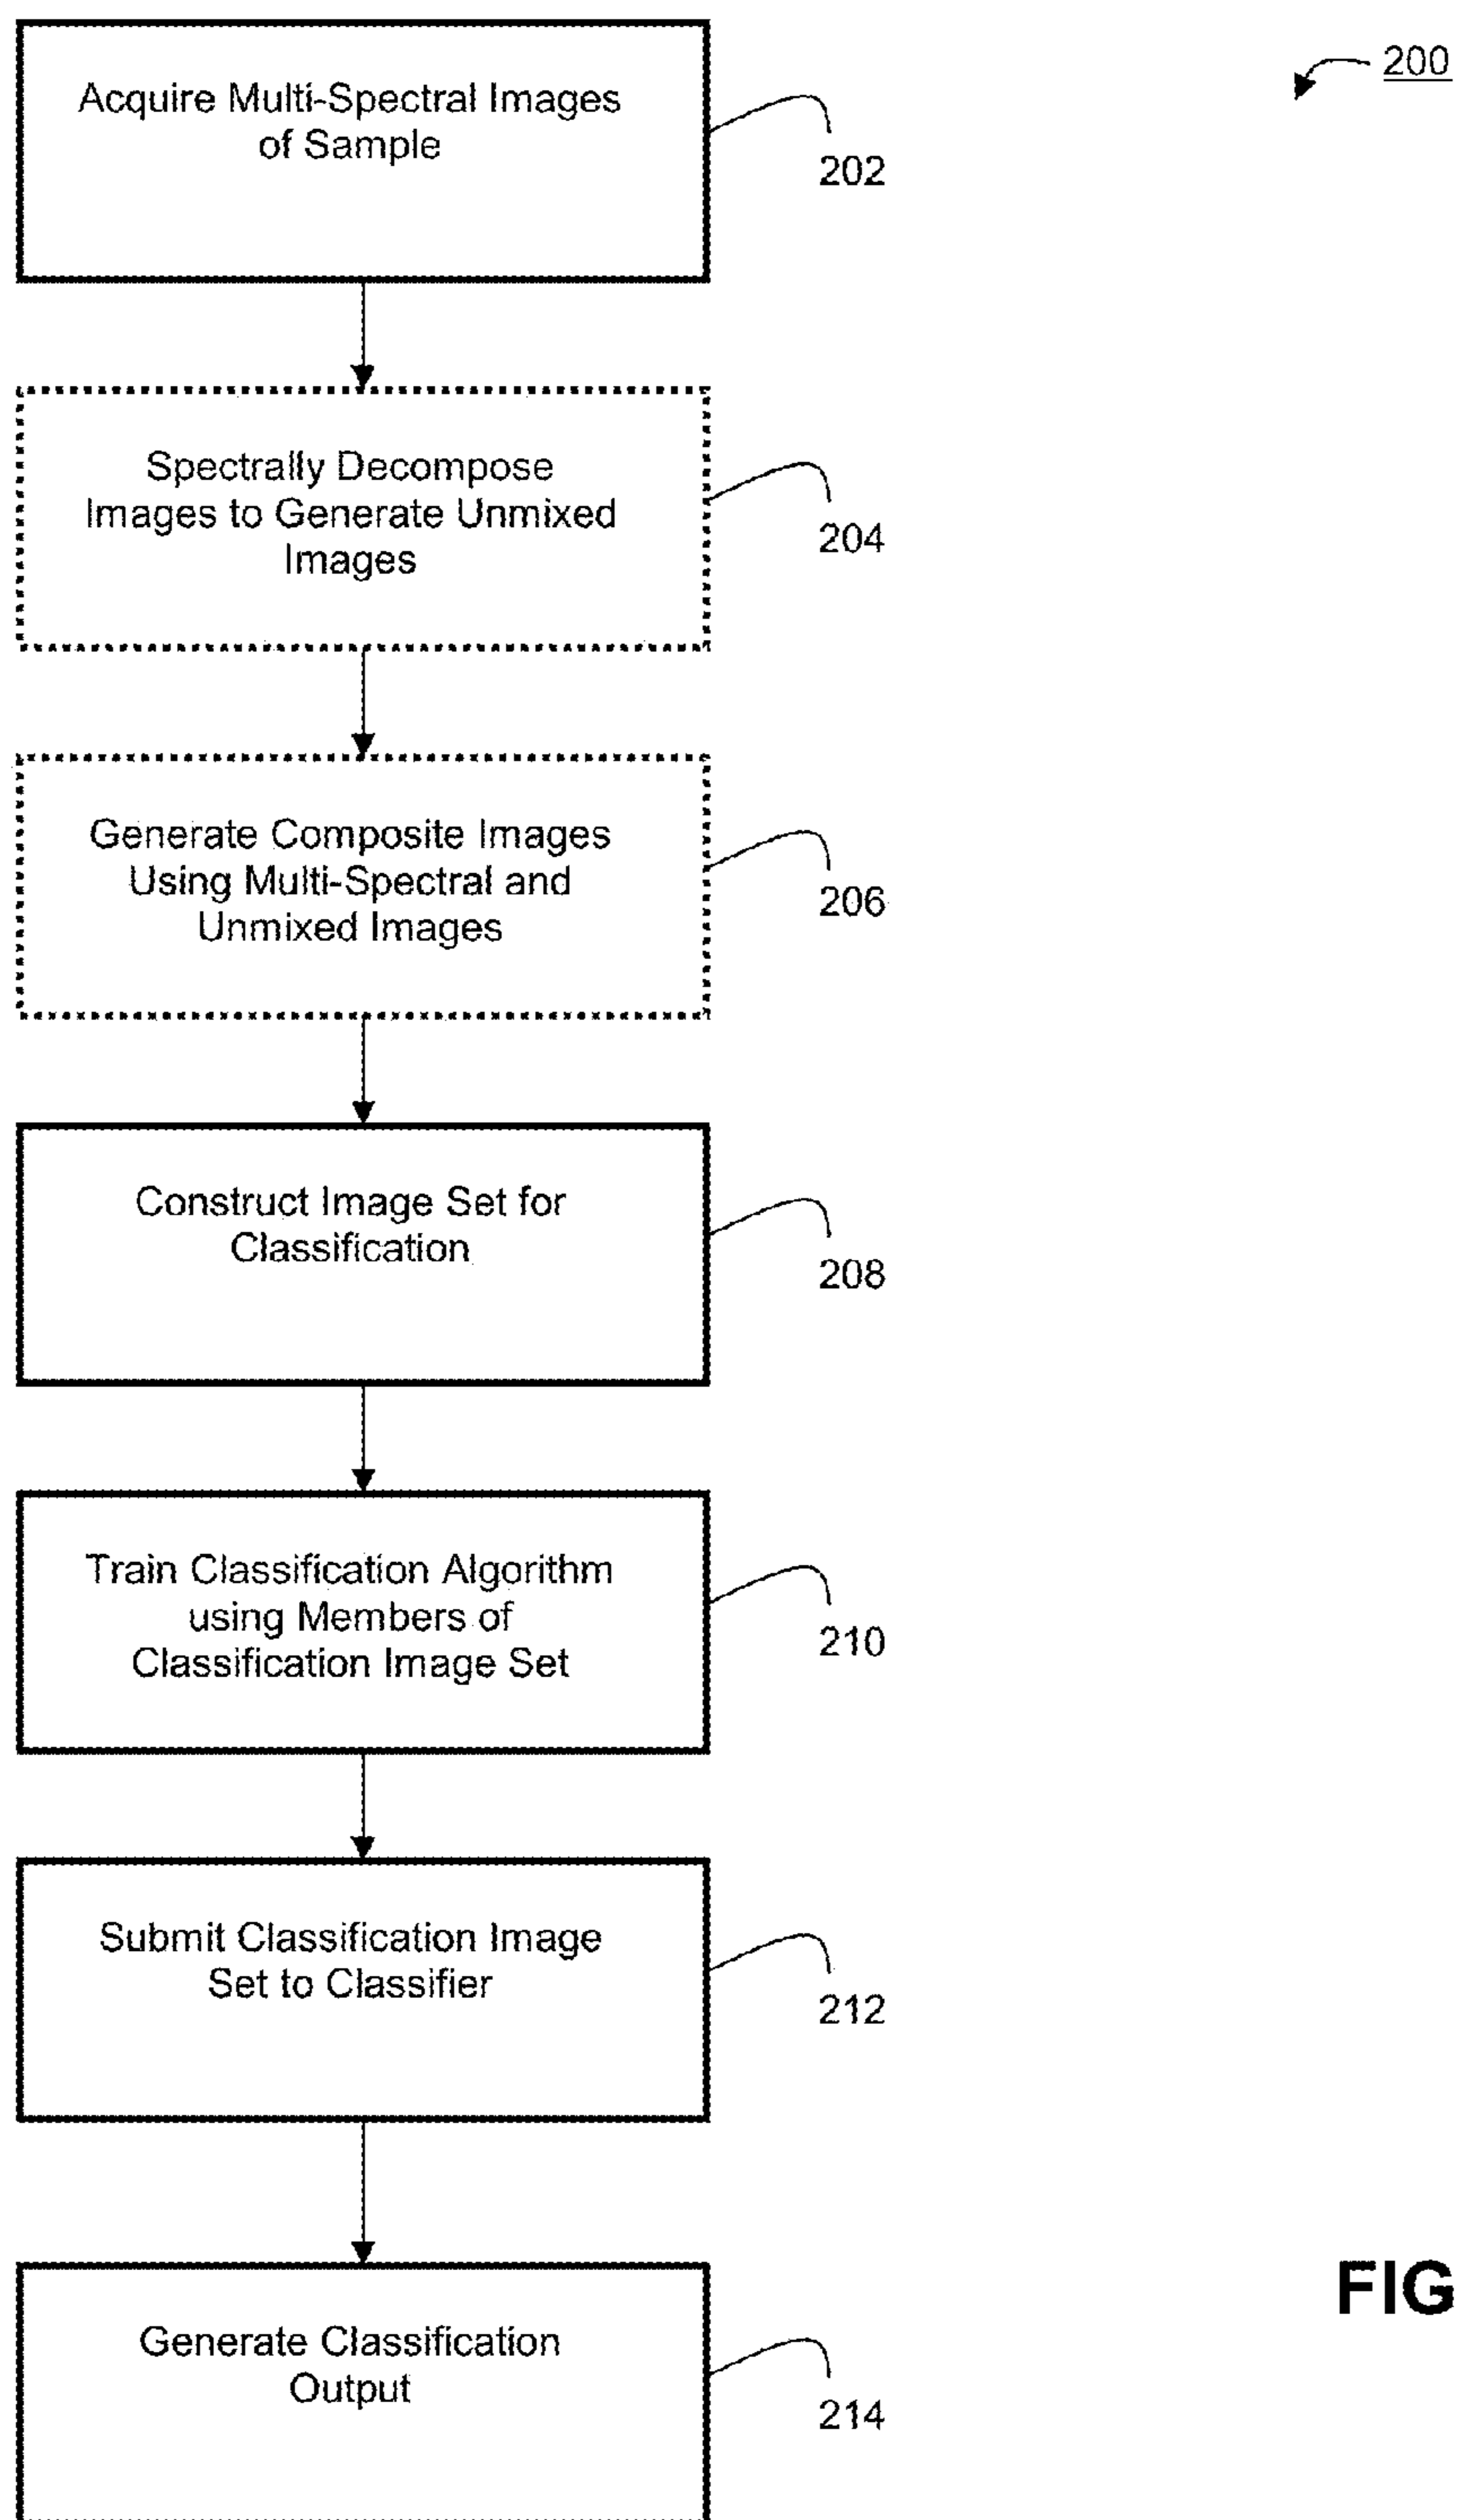 200
Acquire Multi-Spectral Images
of Sample
202
Spectrally Decompose
Images to Generate Unmixed
Images
204
Generate Composite Images
Using Multi-Spectral and
Unmixed Images
206
Construct Image Set for
Classification
208
Train Classification Algorithm
using Members of
Classification Image Set
210
Submit Classification Image
Set to Classifier
212
Generate Classification
Output
214
FIG